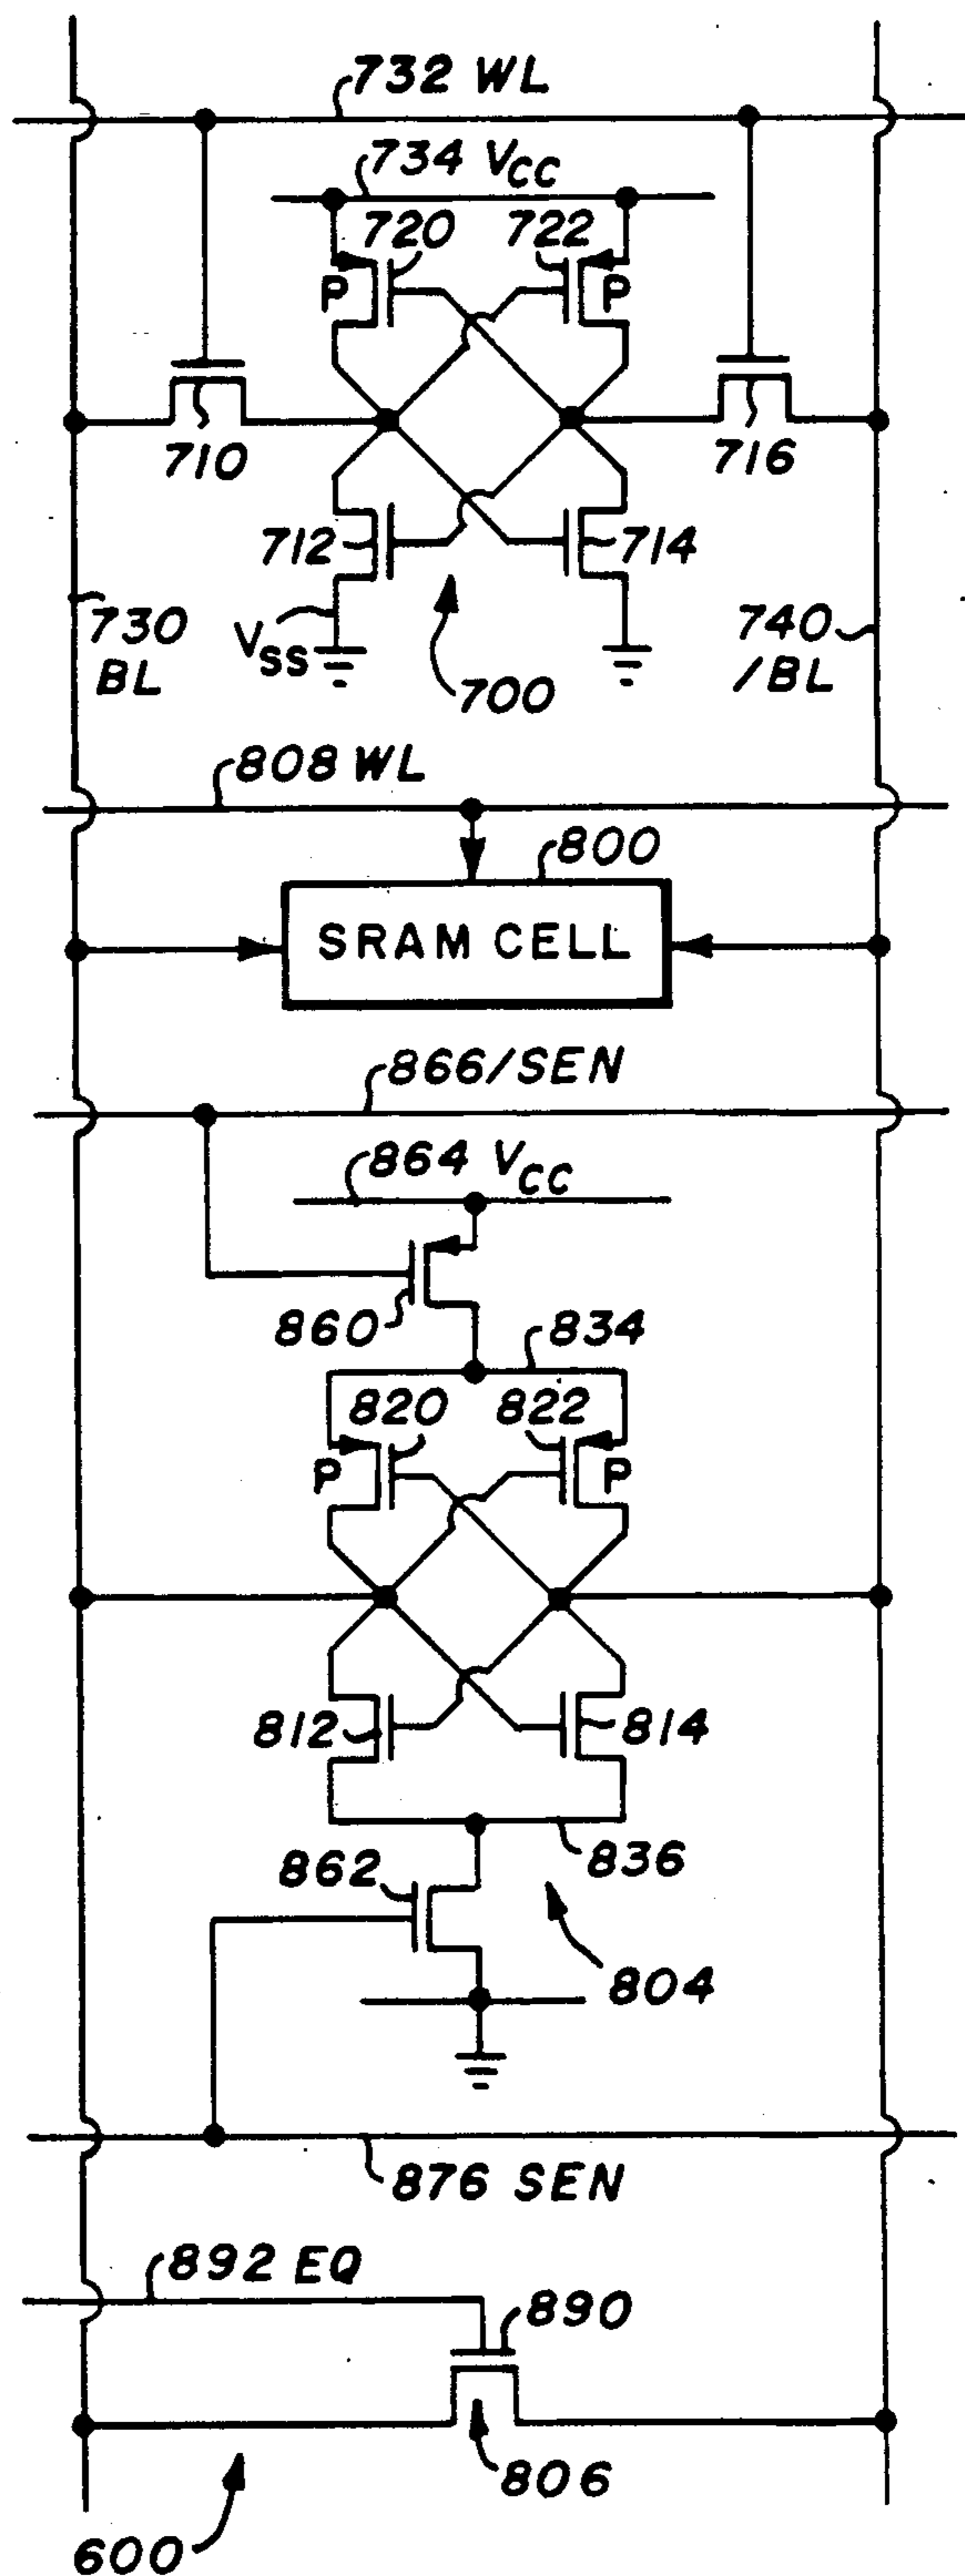 732 WL
734 VCC
720 722
P P
710 716
712 714
VSS
730
BL
740
/BL
700
808 WL
800
SRAM CELL
866/SEN
864 VCC
860
834
820 822
P P
812 814
836
862
804
876 SEN
892 EQ
890
806
600